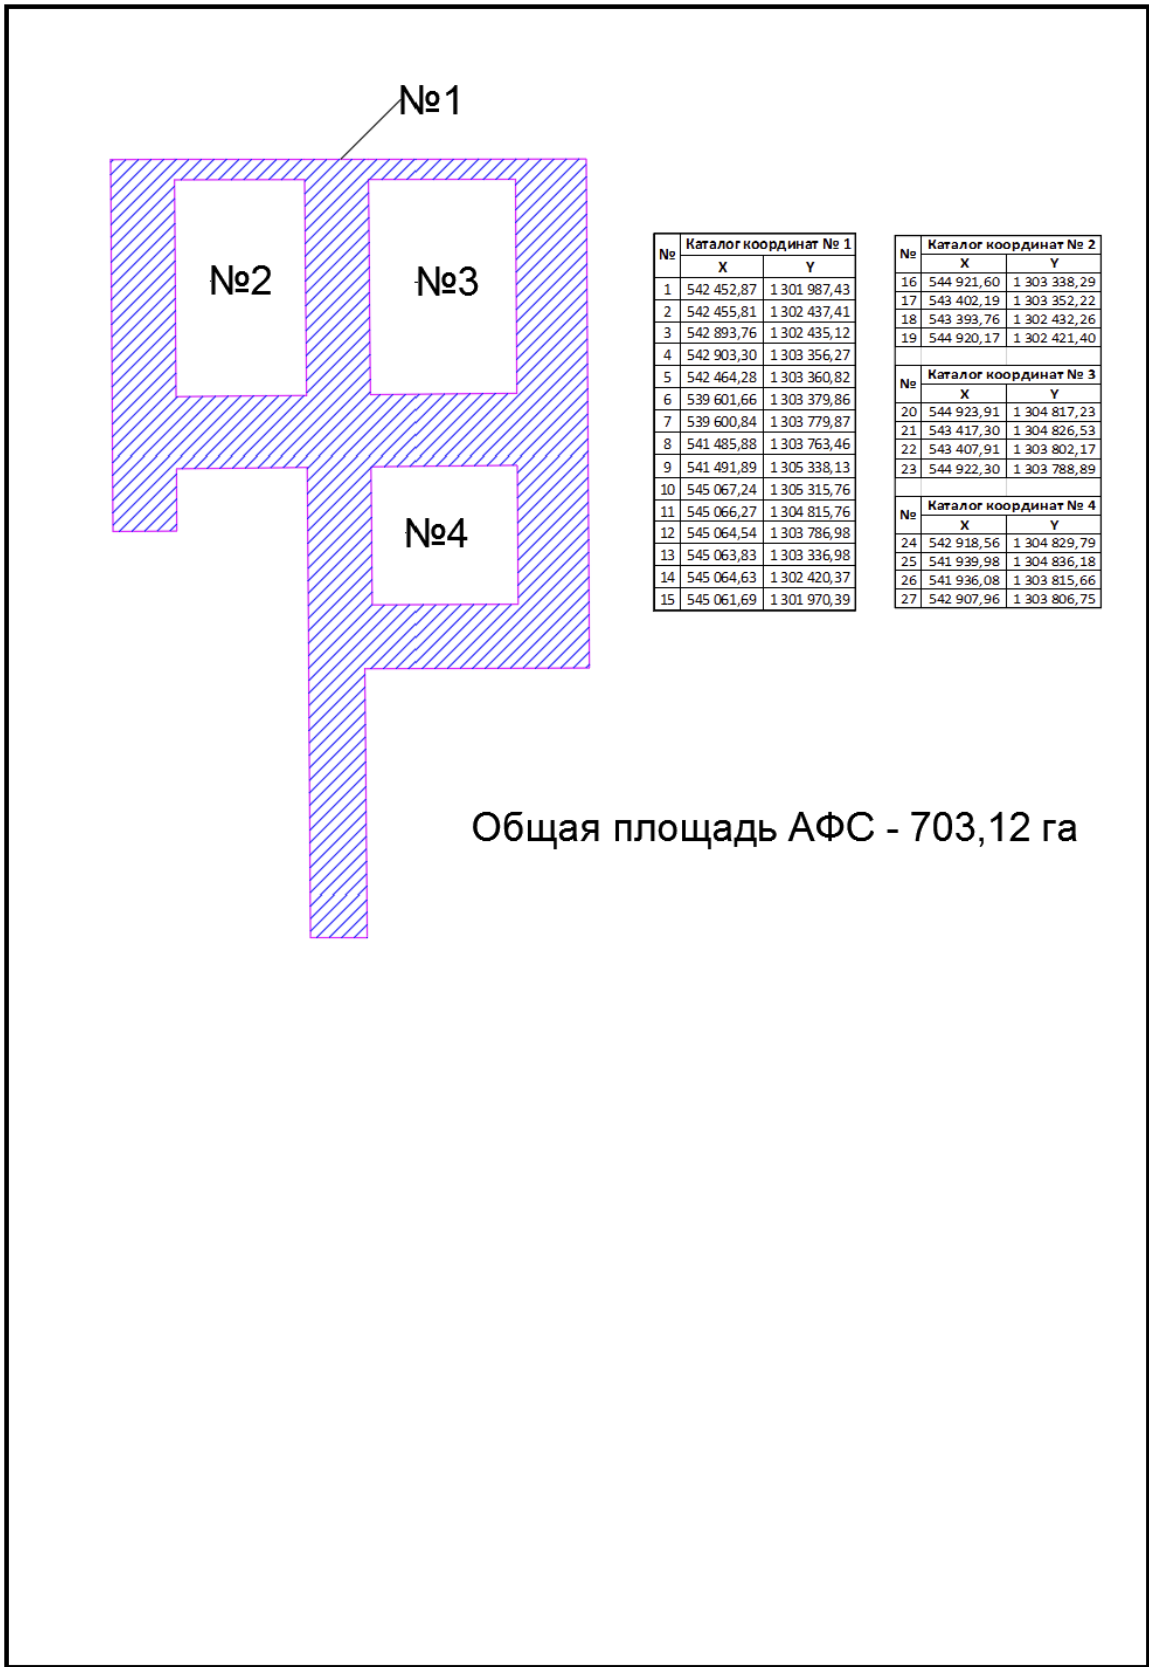 №1
№2
№3
№4
№ Каталог координат № 1
X Y
1 542 452,87 1 301 987,43
2 542 455,81 1 302 437,41
3 542 893,76 1 302 435,12
4 542 903,30 1 303 356,27
5 542 464,28 1 303 360,82
6 539 601,66 1 303 379,86
7 539 600,84 1 303 779,87
8 541 485,88 1 303 763,46
9 541 491,89 1 305 338,13
10 545 067,24 1 305 315,76
11 545 066,27 1 304 815,76
12 545 064,54 1 303 786,98
13 545 063,83 1 303 336,98
14 545 064,63 1 302 420,37
15 545 061,69 1 301 970,39
№ Каталог координат № 2
X Y
16 544 921,60 1 303 338,29
17 543 402,19 1 303 352,22
18 543 393,76 1 302 432,26
19 544 920,17 1 302 421,40
№ Каталог координат № 3
X Y
20 544 923,91 1 304 817,23
21 543 417,30 1 304 826,53
22 543 407,91 1 303 802,17
23 544 922,30 1 303 788,89
№ Каталог координат № 4
X Y
24 542 918,56 1 304 829,79
25 541 939,98 1 304 836,18
26 541 936,08 1 303 815,66
27 542 907,96 1 303 806,75
Общая площадь АФС - 703,12 га